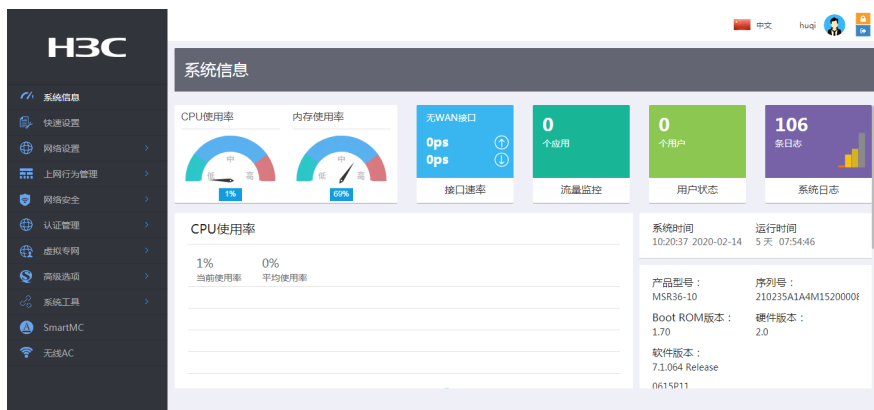 H3C
中文
huqi
系统信息
系统信息
快速设置
网络设置
上网行为管理
网络安全
认证管理
虚拟专网
高级选项
系统工具
SmartMC
无线AC
CPU使用率
内存使用率
低 中 高
1%
低 中 高
69%
无WAN接口
0ps
0ps
接口速率
0
个应用
流量监控
0
个用户
用户状态
106
条日志
系统日志
CPU使用率
1% 0%
当前使用率 平均使用率
系统时间 运行时间
10:20:37 2020-02-14 5 天 07:54:46
产品型号： 序列号：
MSR36-10 210235A1A4M1520000
Boot ROM版本： 硬件版本：
1.70 2.0
软件版本：
7.1.064 Release
0615P11